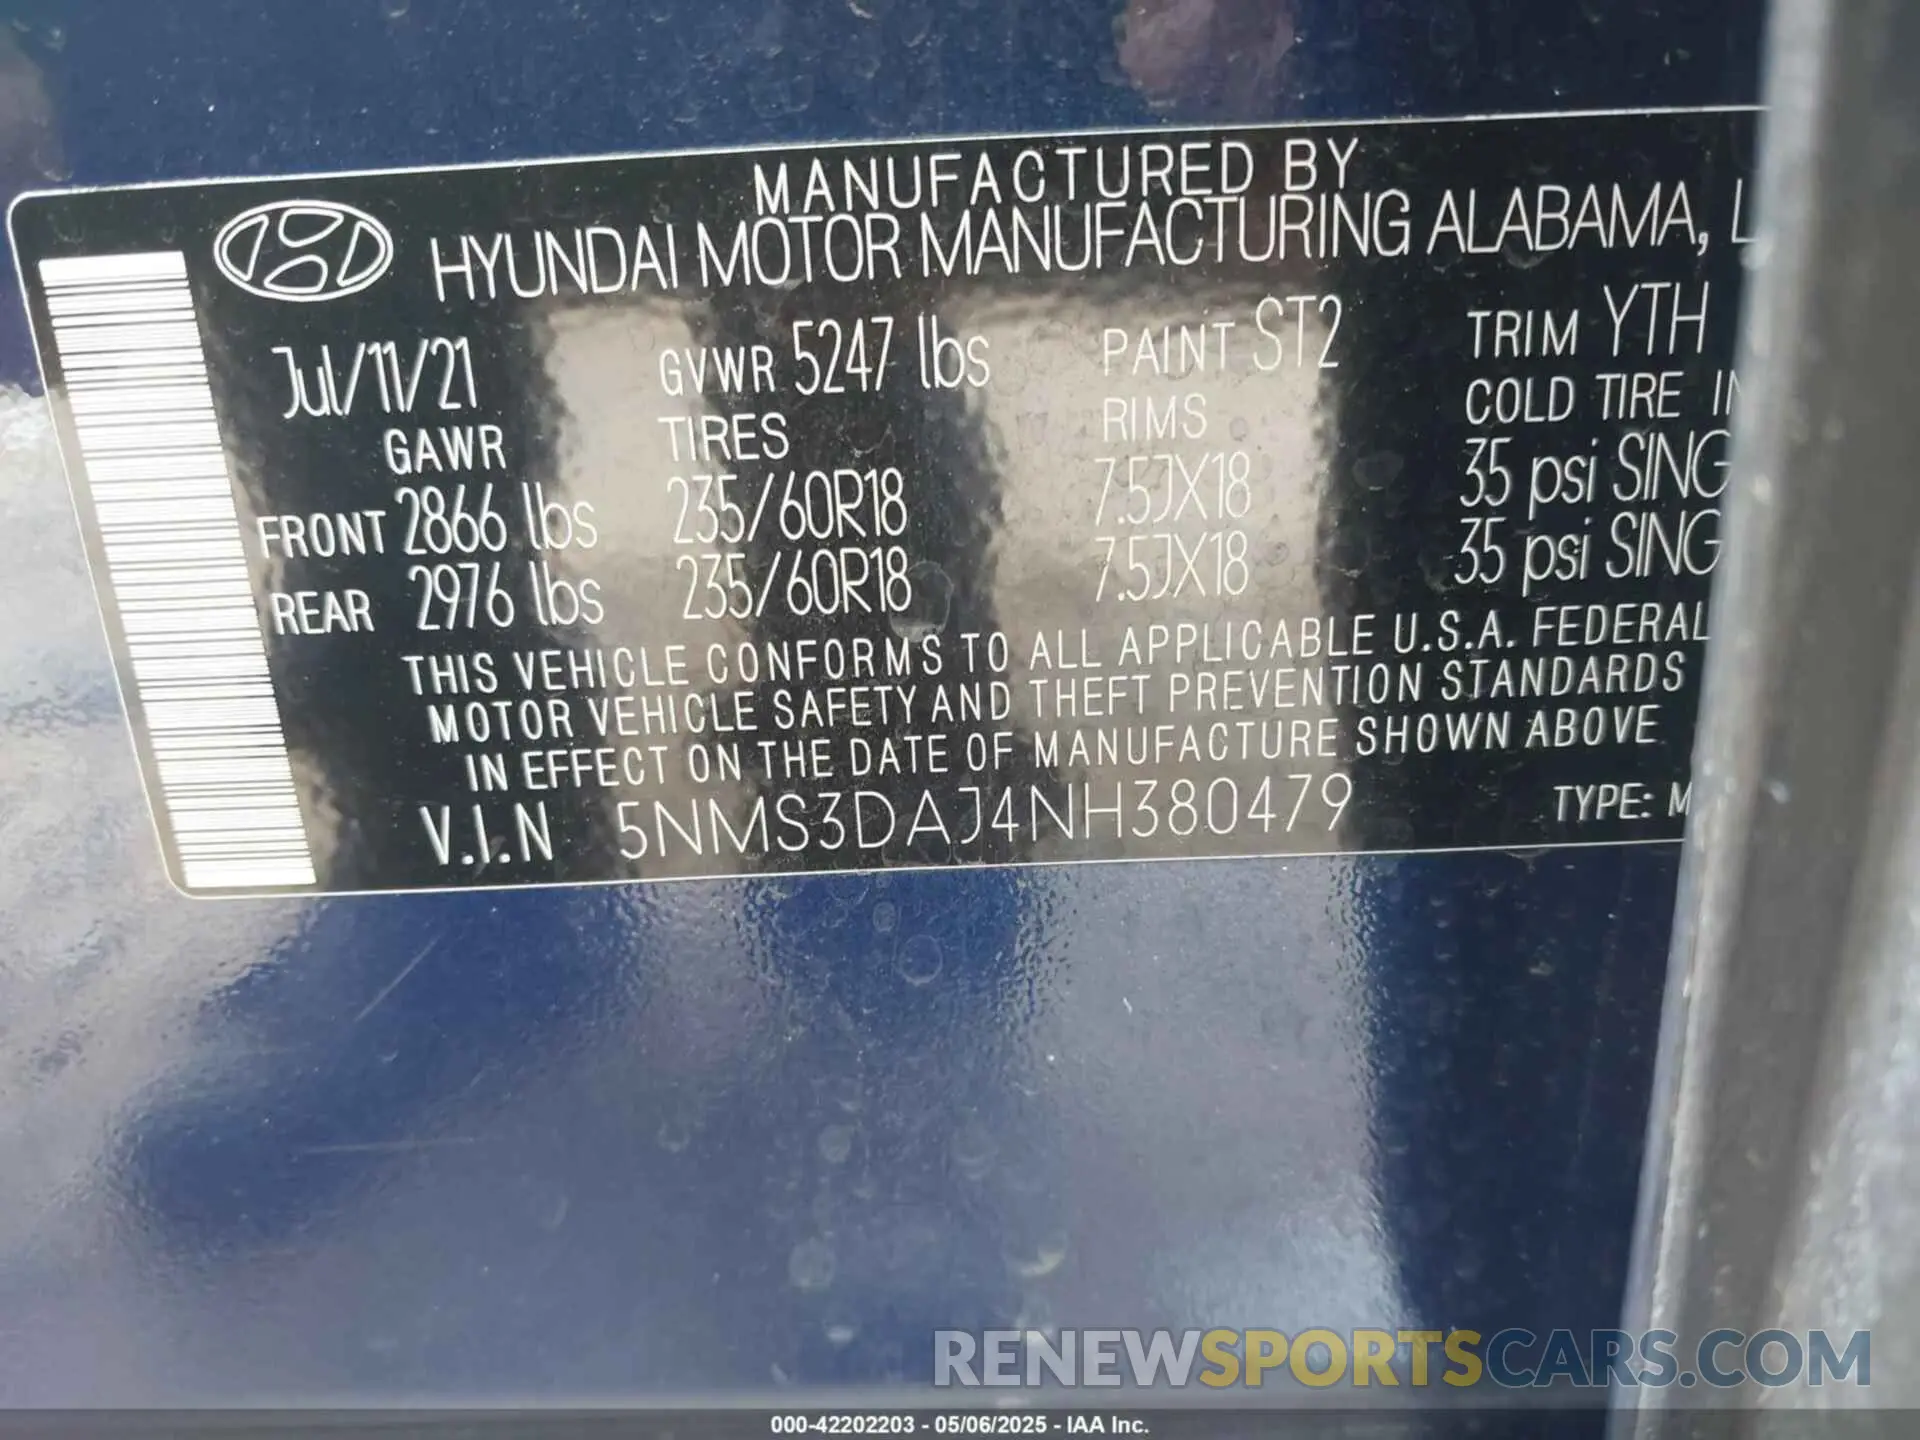 MANUFACTURED BY
HYUNDAI MOTOR MANUFACTURING ALABAMA,
Jul/11/21 GVWR 5247 lbs PAINT ST2 TRIM YTH
GAWR TIRES RIMS COLD TIRE
FRONT 2866 lbs 235/60R18 7.5JX18 35 psi SING
REAR 2976 lbs 235/60R18 7.5JX18 35 psi SING
THIS VEHICLE CONFORMS TO ALL APPLICABLE U.S.A. FEDERAL
MOTOR VEHICLE SAFETY AND THEFT PREVENTION STANDARDS
IN EFFECT ON THE DATE OF MANUFACTURE SHOWN ABOVE
V.I.N 5NMS3DAJ4NH380479 TYPE: M
RENEWSPORTSCARS.COM
000-42202203 - 05/06/2025 - IAA Inc.